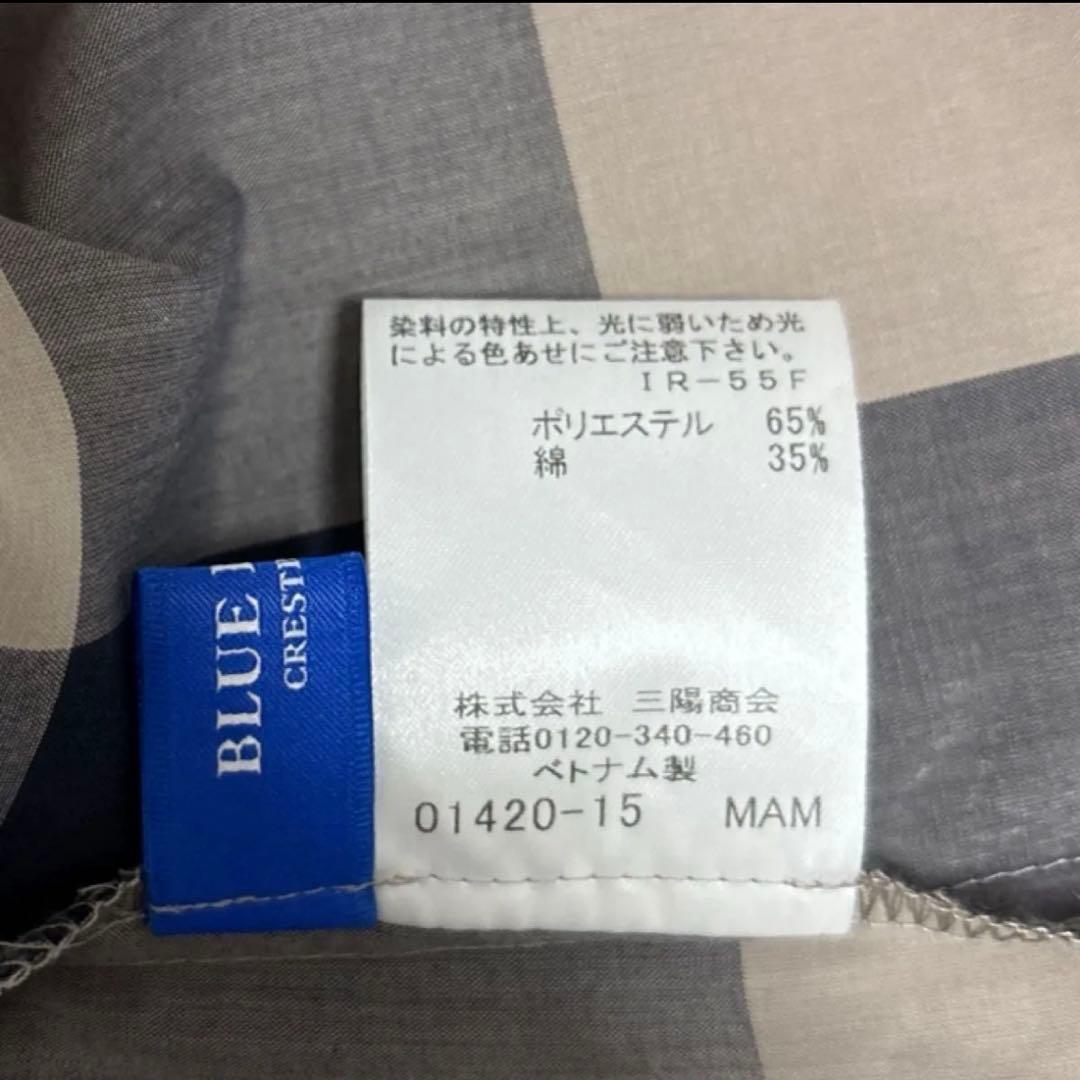 染料の特性上、光に弱いため光
による色あせにご注意下さい。
IR-55F
ポリエステル 65%
綿 35%
株式会社 三陽商会
電話0120-340-460
ベトナム製
01420-15 MAM
BLUE